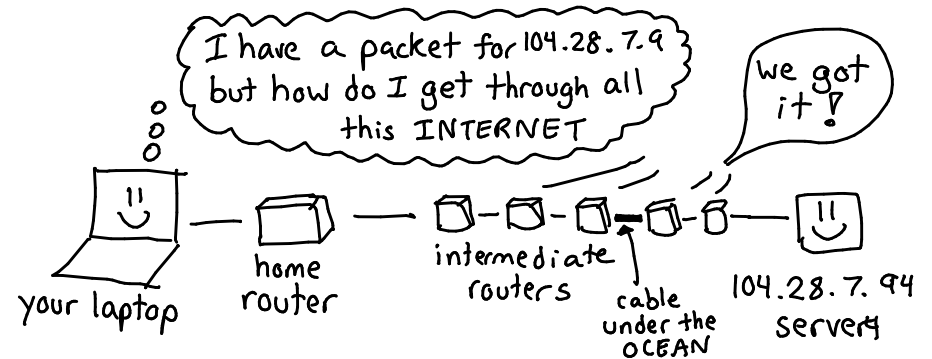 I have a packet for 104.28.7.9
but how do I get through all
this INTERNET
we got
it!
your laptop
home
router
intermediate
routers
cable
under the
OCEAN
104.28.7.94
server